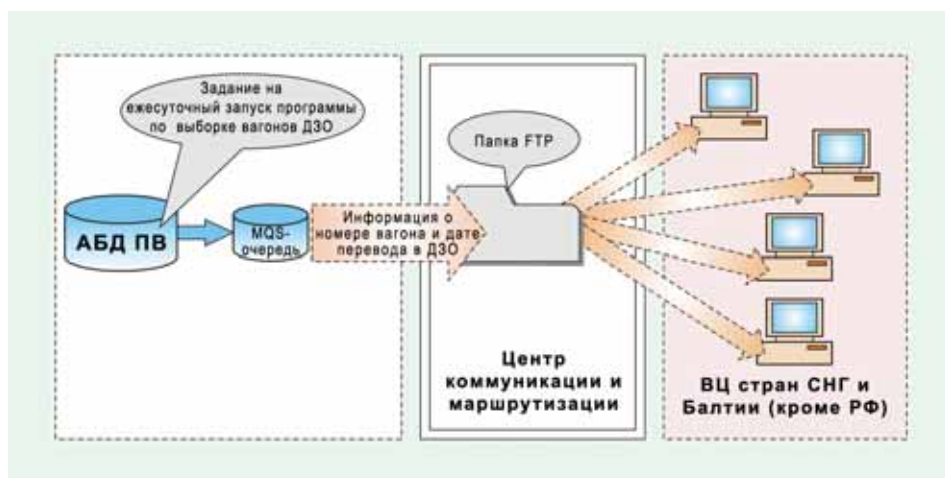 Задание на
ежесуточный запуск программы
по выборке вагонов ДЗО
Папка FTP
АБД ПВ
MQS-
очередь
Информация о
номере вагона и дате
перевода в ДЗО
Центр
коммуникации и
маршрутизации
ВЦ стран СНГ и
Балтии (кроме РФ)